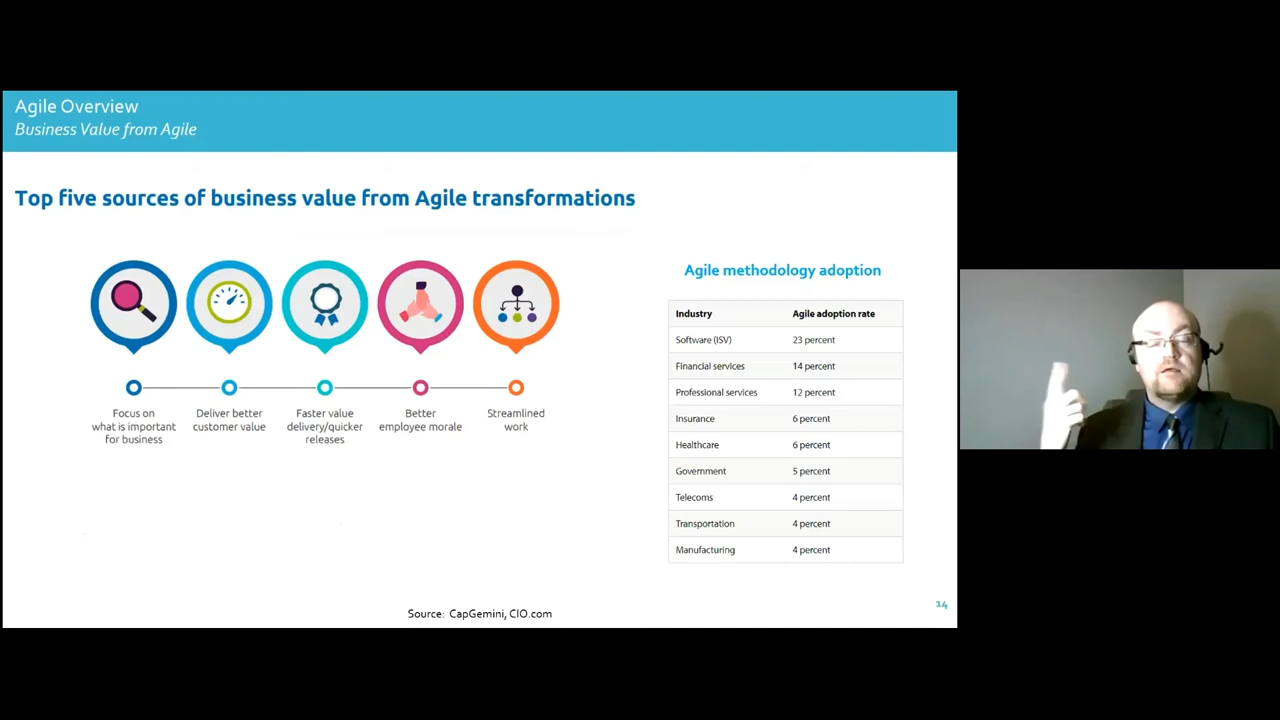 Agile Overview
Business Value from Agile
Top five sources of business value from Agile transformations
Focus on
what is important
for business
Deliver better
customer value
Faster value
delivery/quicker
releases
Better
employee morale
Streamlined
work
Agile methodology adoption
Industry Agile adoption rate
Software (ISV) 23 percent
Financial services 14 percent
Professional services 12 percent
Insurance 6 percent
Healthcare 6 percent
Government 5 percent
Telecoms 4 percent
Transportation 4 percent
Manufacturing 4 percent
Source: CapGemini, CIO.com
14